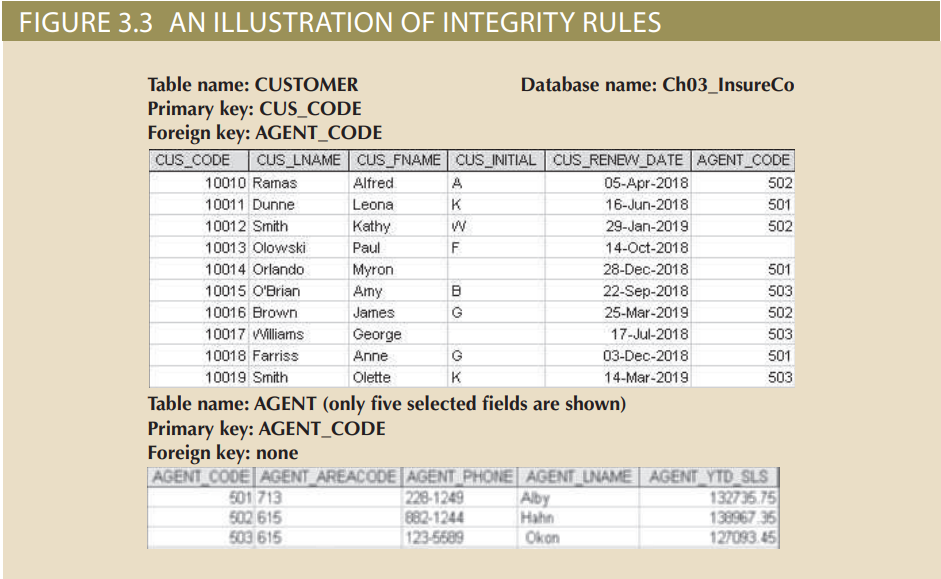 FIGURE 3.3 AN ILLUSTRATION OF INTEGRITY RULES
Table name: CUSTOMER Database name: Ch03_InsureCo
Primary key: CUS_CODE
Foreign key: AGENT_CODE
CUS_CODE CUS_LNAME CUS_FNAME CUS_INITIAL CUS_RENEW_DATE AGENT_CODE
10010 Ramas Alfred A 05-Apr-2018 502
10011 Dunne Leona K 16-Jun-2018 501
10012 Smith Kathy W 29-Jan-2019 502
10013 Olowski Paul F 14-Oct-2018
10014 Orlando Myron 28-Dec-2018 501
10015 O'Brian Amy B 22-Sep-2018 503
10016 Brown James G 25-Mar-2019 502
10017 Williams George 17-Jul-2018 503
10018 Farriss Anne G 03-Dec-2018 501
10019 Smith Olette K 14-Mar-2019 503
Table name: AGENT (only five selected fields are shown)
Primary key: AGENT_CODE
Foreign key: none
AGENT_CODE AGENT_AREACODE AGENT_PHONE AGENT_LNAME AGENT_YTD_SLS
501 713 228-1249 Alby 132735.75
502 615 882-1244 Hahn 138967.35
503 615 123-5589 Okon 127093.45